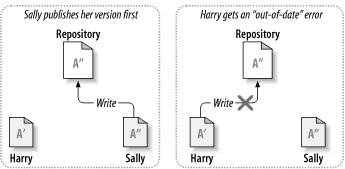 Sally publishes her version first
Repository
A"
Write
A'
A"
Harry
Sally
Harry gets an “out-of-date” error
Repository
A"
Write
A'
A"
Harry
Sally